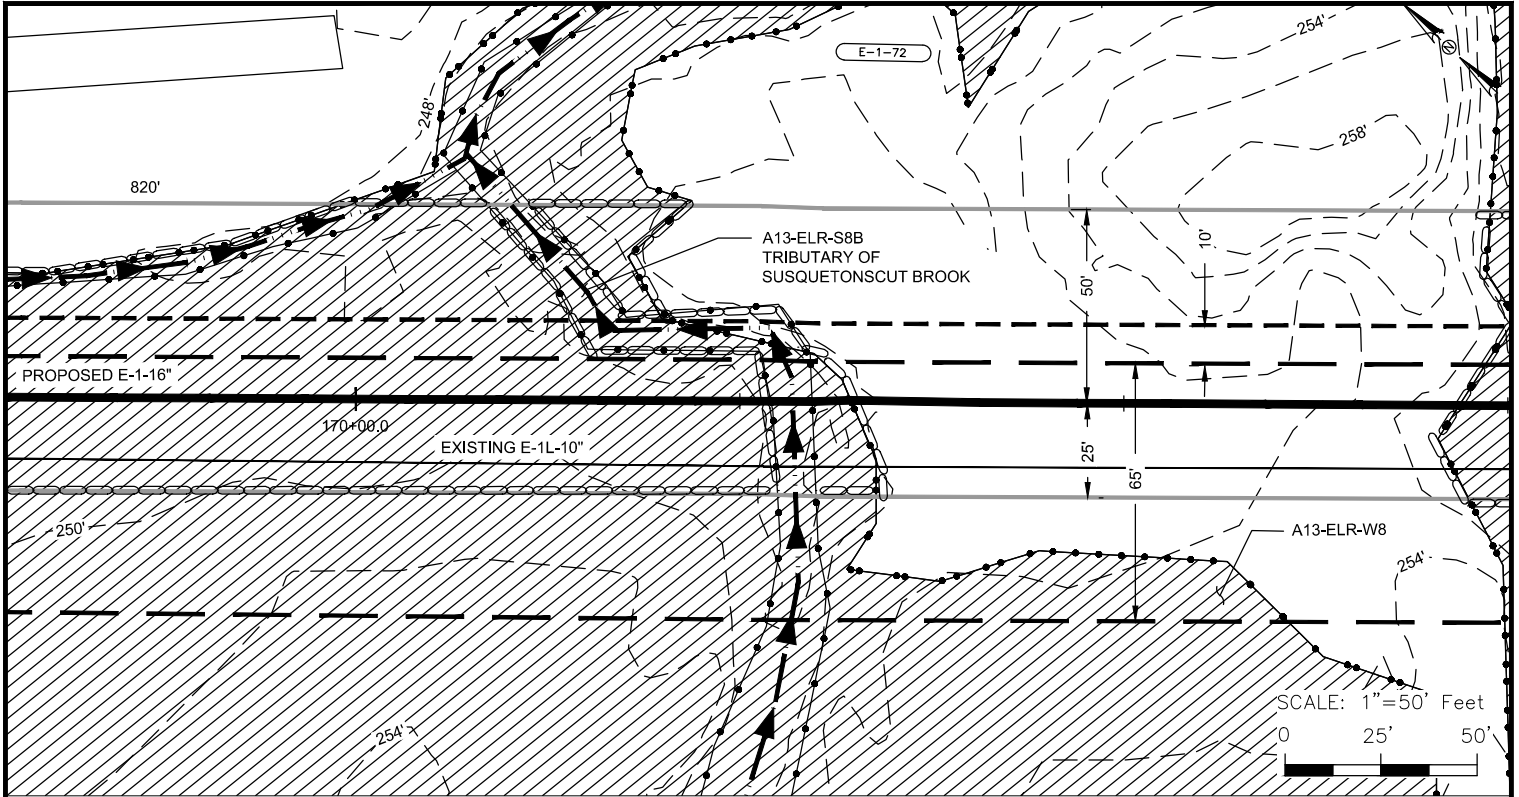 254'
E-1-72
N
248'
258'
820'
A13-ELR-S8B
TRIBUTARY OF
SUSQUETONSCUT BROOK
10'
50'
PROPOSED E-1-16"
170+00.0
EXISTING E-1L-10"
25'
65'
250'
A13-ELR-W8
254'
254'
SCALE: 1"=50' Feet
0 25' 50'